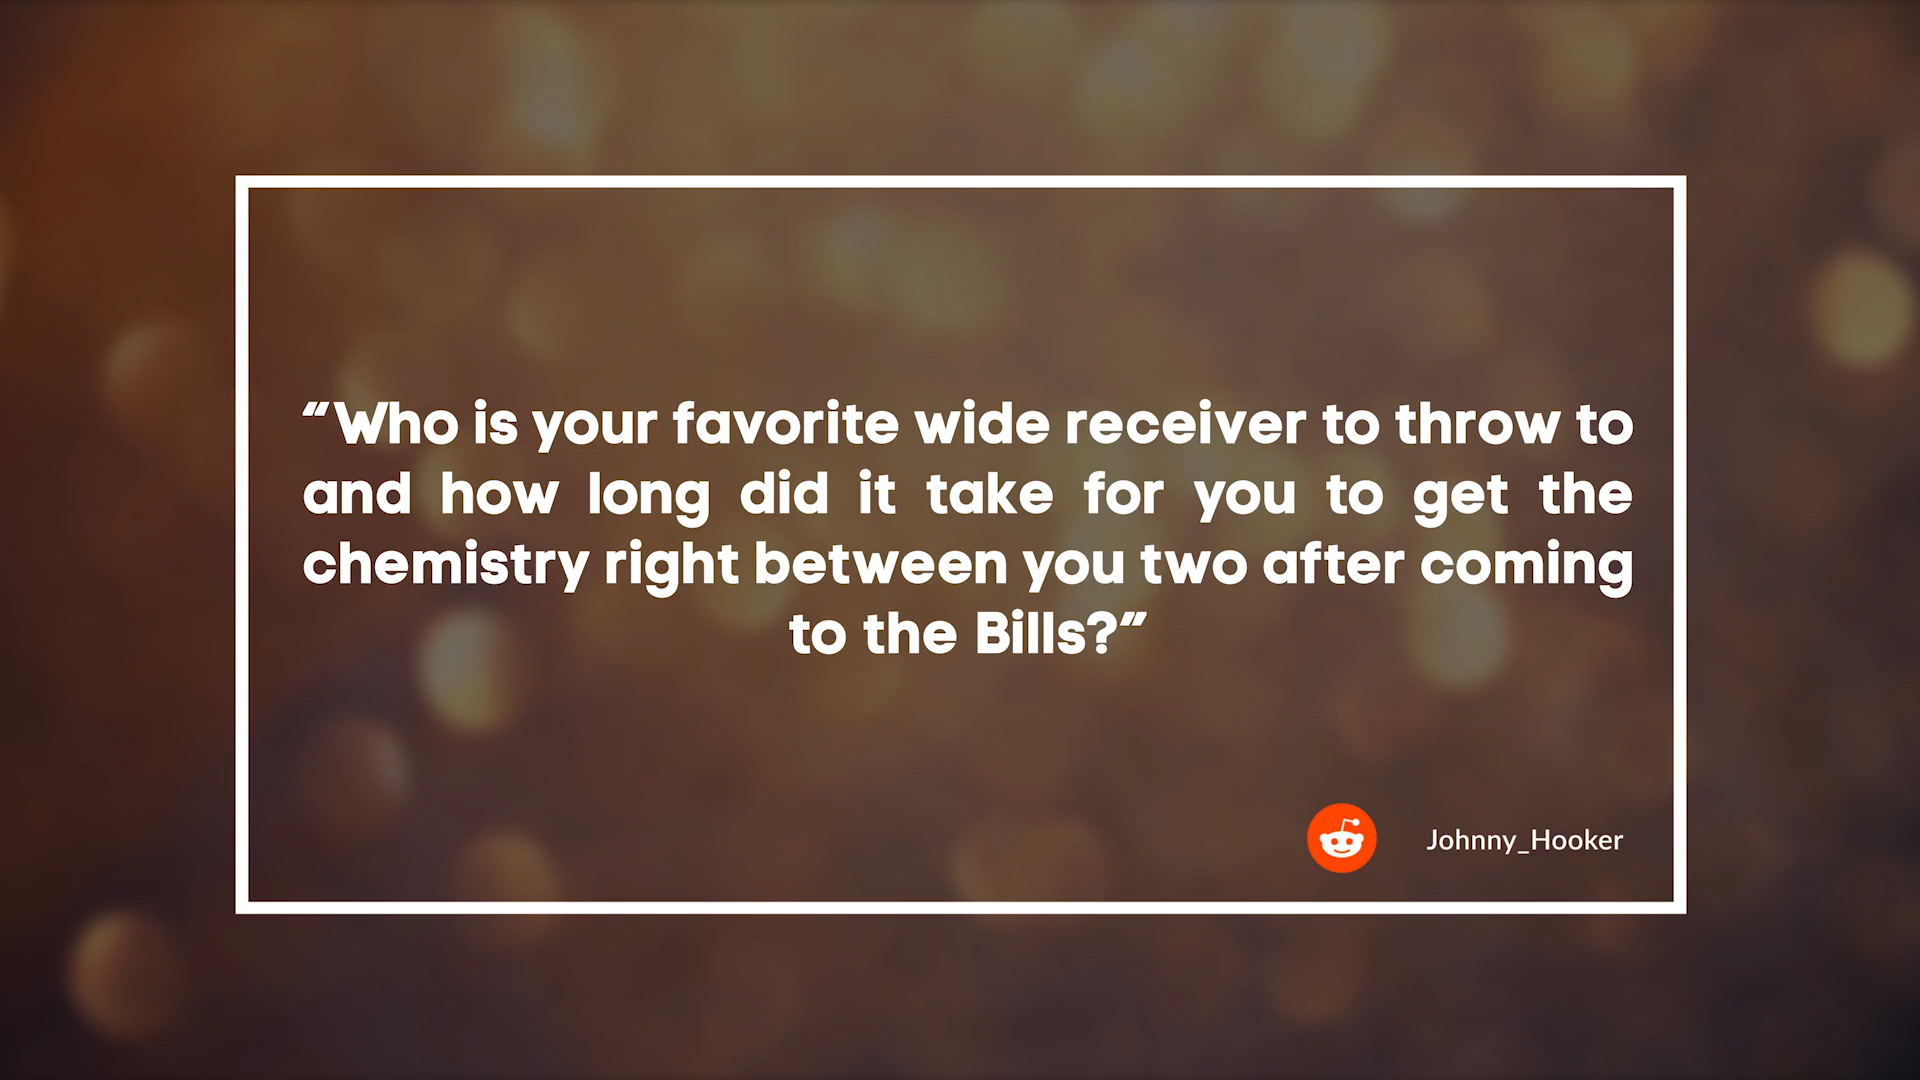 “Who is your favorite wide receiver to throw to
and how long did it take for you to get the
chemistry right between you two after coming
to the Bills?”
Johnny_Hooker